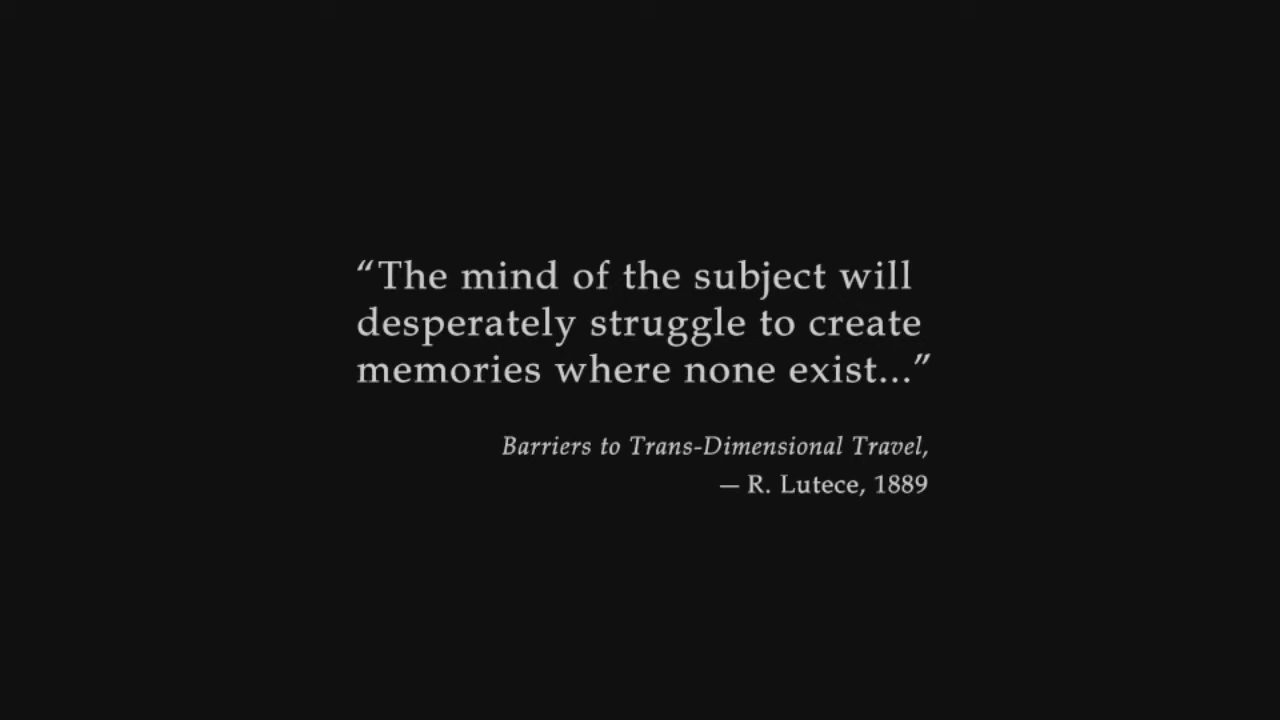 “The mind of the subject will
desperately struggle to create
memories where none exist...”
Barriers to Trans-Dimensional Travel,
— R. Lutece, 1889